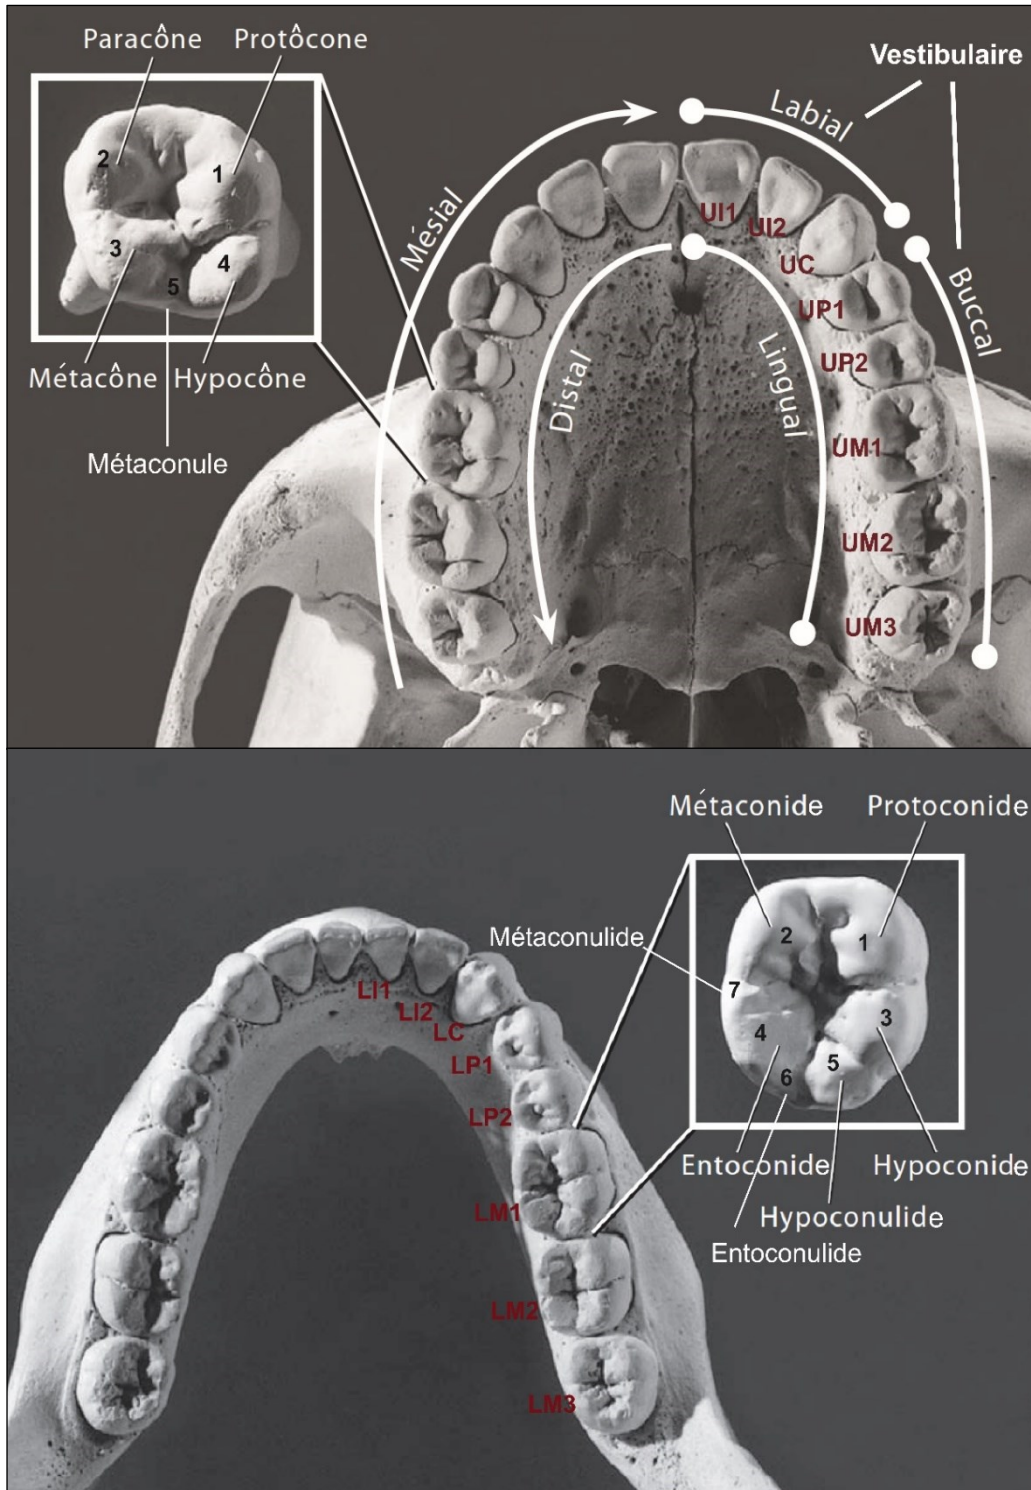 Paracône
Protôcone
Vestibulaire
Labial
Mésial
2
1
3
4
5
UI1
UI2
UC
UP1
Buccal
UP2
Distal
Lingual
Métacône
Hypocône
Métaconule
UM1
UM2
UM3
Métaconide
Protoconide
Métaconulide
2
1
7
3
4
5
6
LI1
LI2
LC
LP1
LP2
Entoconide
Hypoconide
LM1
Hypoconulide
Entoconulide
LM2
LM3